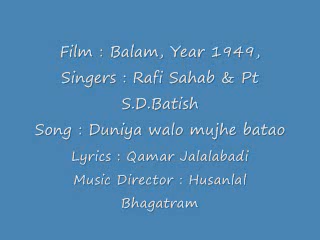 Film : Balam, Year 1949,
Singers : Rafi Sahab & Pt
S.D.Batish
Song : Duniya walo mujhe batao
Lyrics : Qamar Jalalabadi
Music Director : Husanlal
Bhagatram